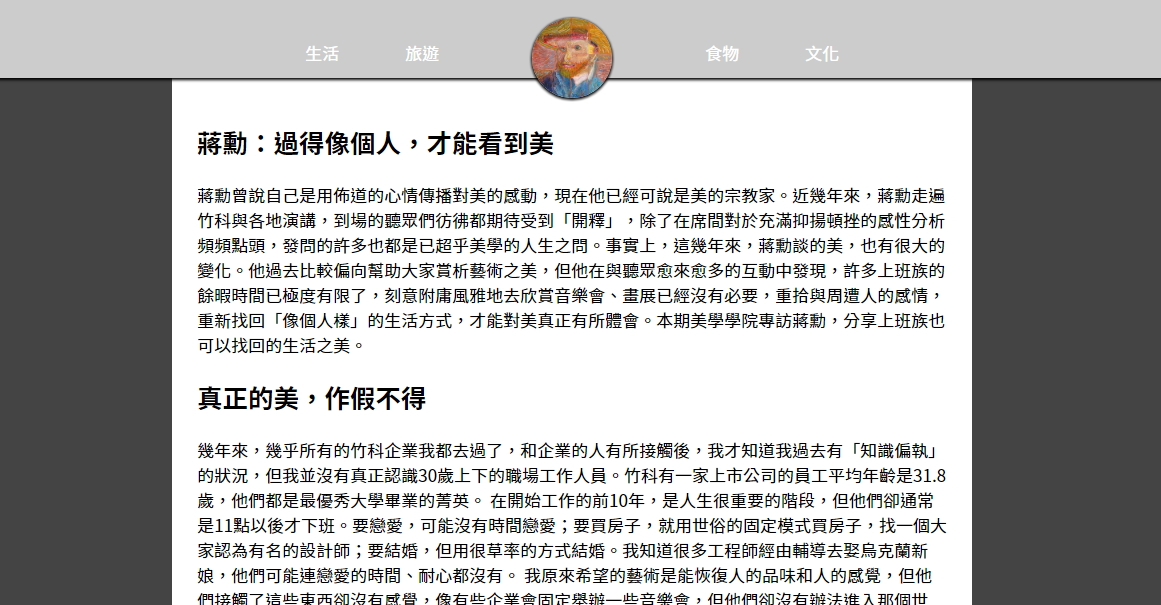 生活 旅遊 食物 文化
蔣勳：過得像個人，才能看到美
蔣勳曾說自己是用佈道的心情傳播對美的感動，現在他已經可說是美的宗教家。近幾年來，蔣勳走遍
竹科與各地演講，到場的聽眾們彷彿都期待受到「開釋」，除了在席間對於充滿抑揚頓挫的感性分析
頻頻點頭，發問的許多也都是已超乎美學的人生之問。事實上，這幾年來，蔣勳談的美，也有很大的
變化。他過去比較偏向幫助大家賞析藝術之美，但他在與聽眾愈來愈多的互動中發現，許多上班族的
餘暇時間已極度有限了，刻意附庸風雅地去欣賞音樂會、畫展已經沒有必要，重拾與周遭人的感情，
重新找回「像個人樣」的生活方式，才能對美真正有所體會。本期美學學院專訪蔣勳，分享上班族也
可以找回的生活之美。
真正的美，作假不得
幾年來，幾乎所有的竹科企業我都去過了，和企業的人有所接觸後，我才知道我過去有「知識偏執」
的狀況，但我並沒有真正認識30歲上下的職場工作人員。竹科有一家上市公司的員工平均年齡是31.8
歲，他們都是最優秀大學畢業的菁英。 在開始工作的前10年，是人生很重要的階段，但他們卻通常
是11點以後才下班。要戀愛，可能沒有時間戀愛；要買房子，就用世俗的固定模式買房子，找一個大
家認為有名的設計師；要結婚，但用很草率的方式結婚。我知道很多工程師經由輔導去娶烏克蘭新
娘，他們可能連戀愛的時間、耐心都沒有。 我原來希望的藝術是能恢復人的品味和人的感覺，但他
們接觸了這些東西卻沒有感覺，像有些企業會固定舉辦一些音樂會，但他們卻沒有辦法進入那個世